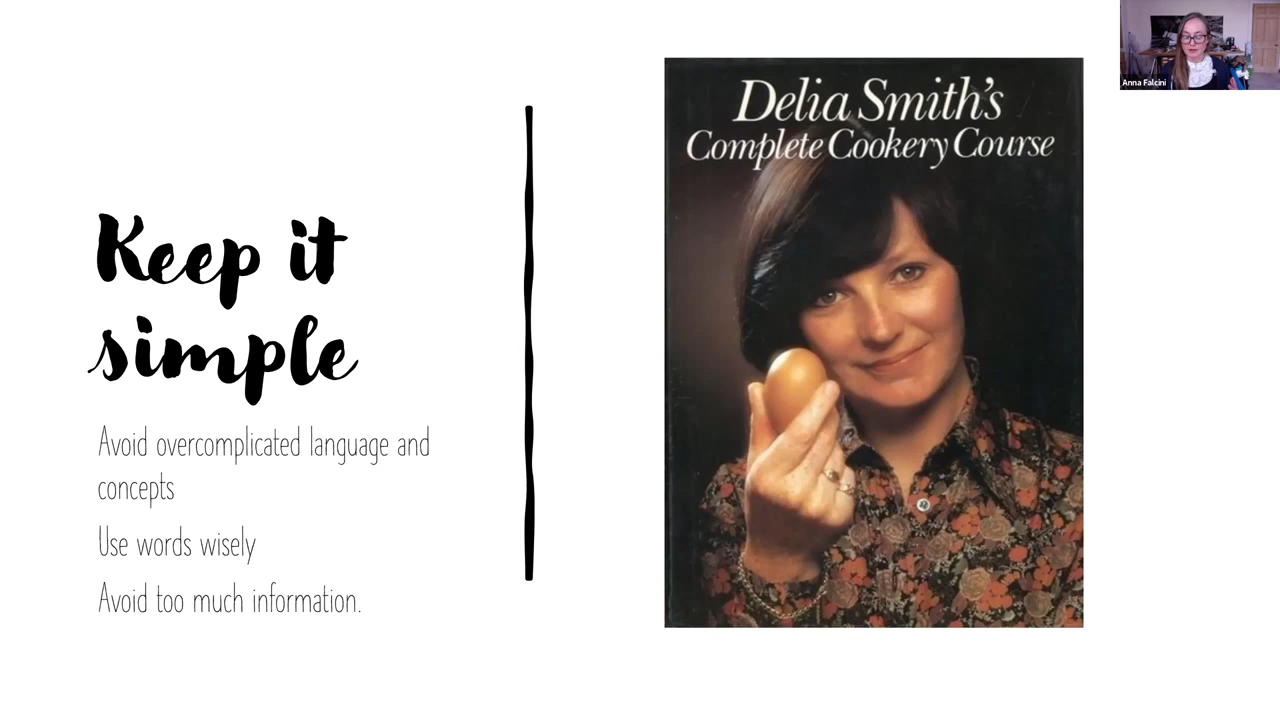 Keep it
simple
Avoid overcomplicated language and
concepts
Use words wisely
Avoid too much information.
Delia Smith's
Complete Cookery Course
Anna Falcini